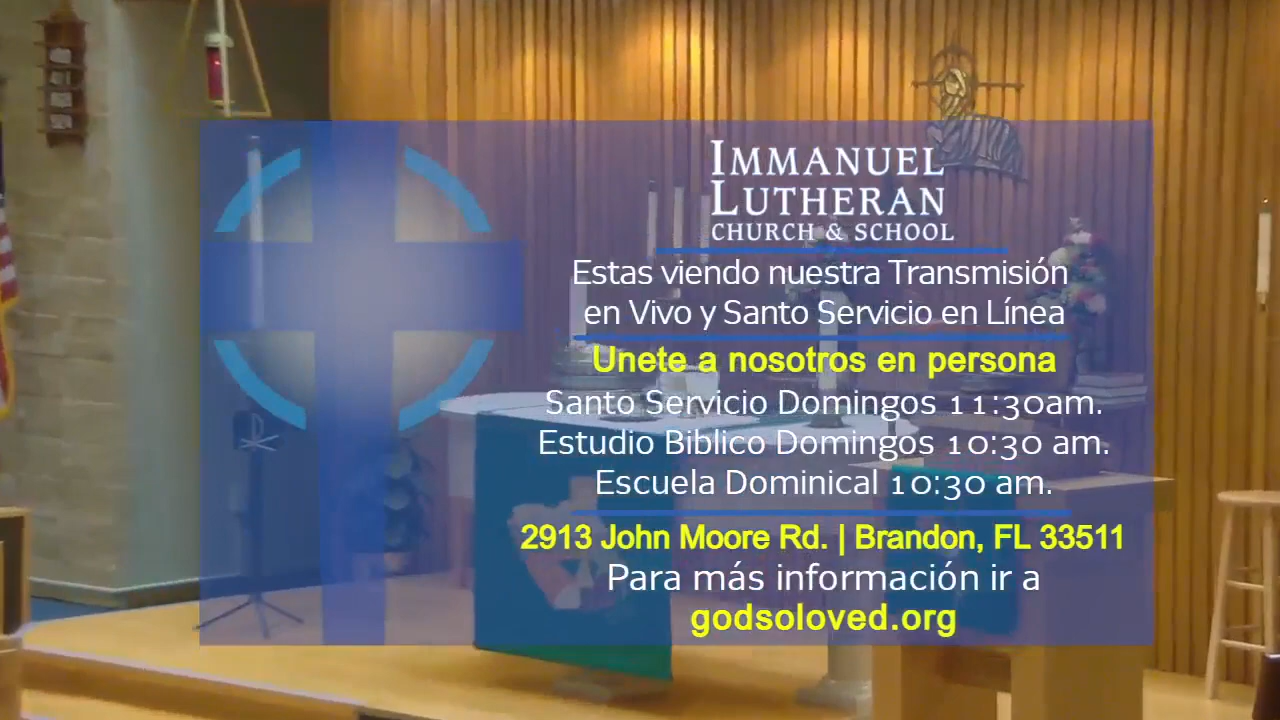 IMMANUEL
LUTHERAN
CHURCH & SCHOOL
Estas viendo nuestra Transmisión
en Vivo y Santo Servicio en Línea
Unete a nosotros en persona
Santo Servicio Domingos 11:30am.
Estudio Biblico Domingos 10:30 am.
Escuela Dominical 10:30 am.
2913 John Moore Rd. | Brandon, FL 33511
Para más información ir a
godsoloved.org